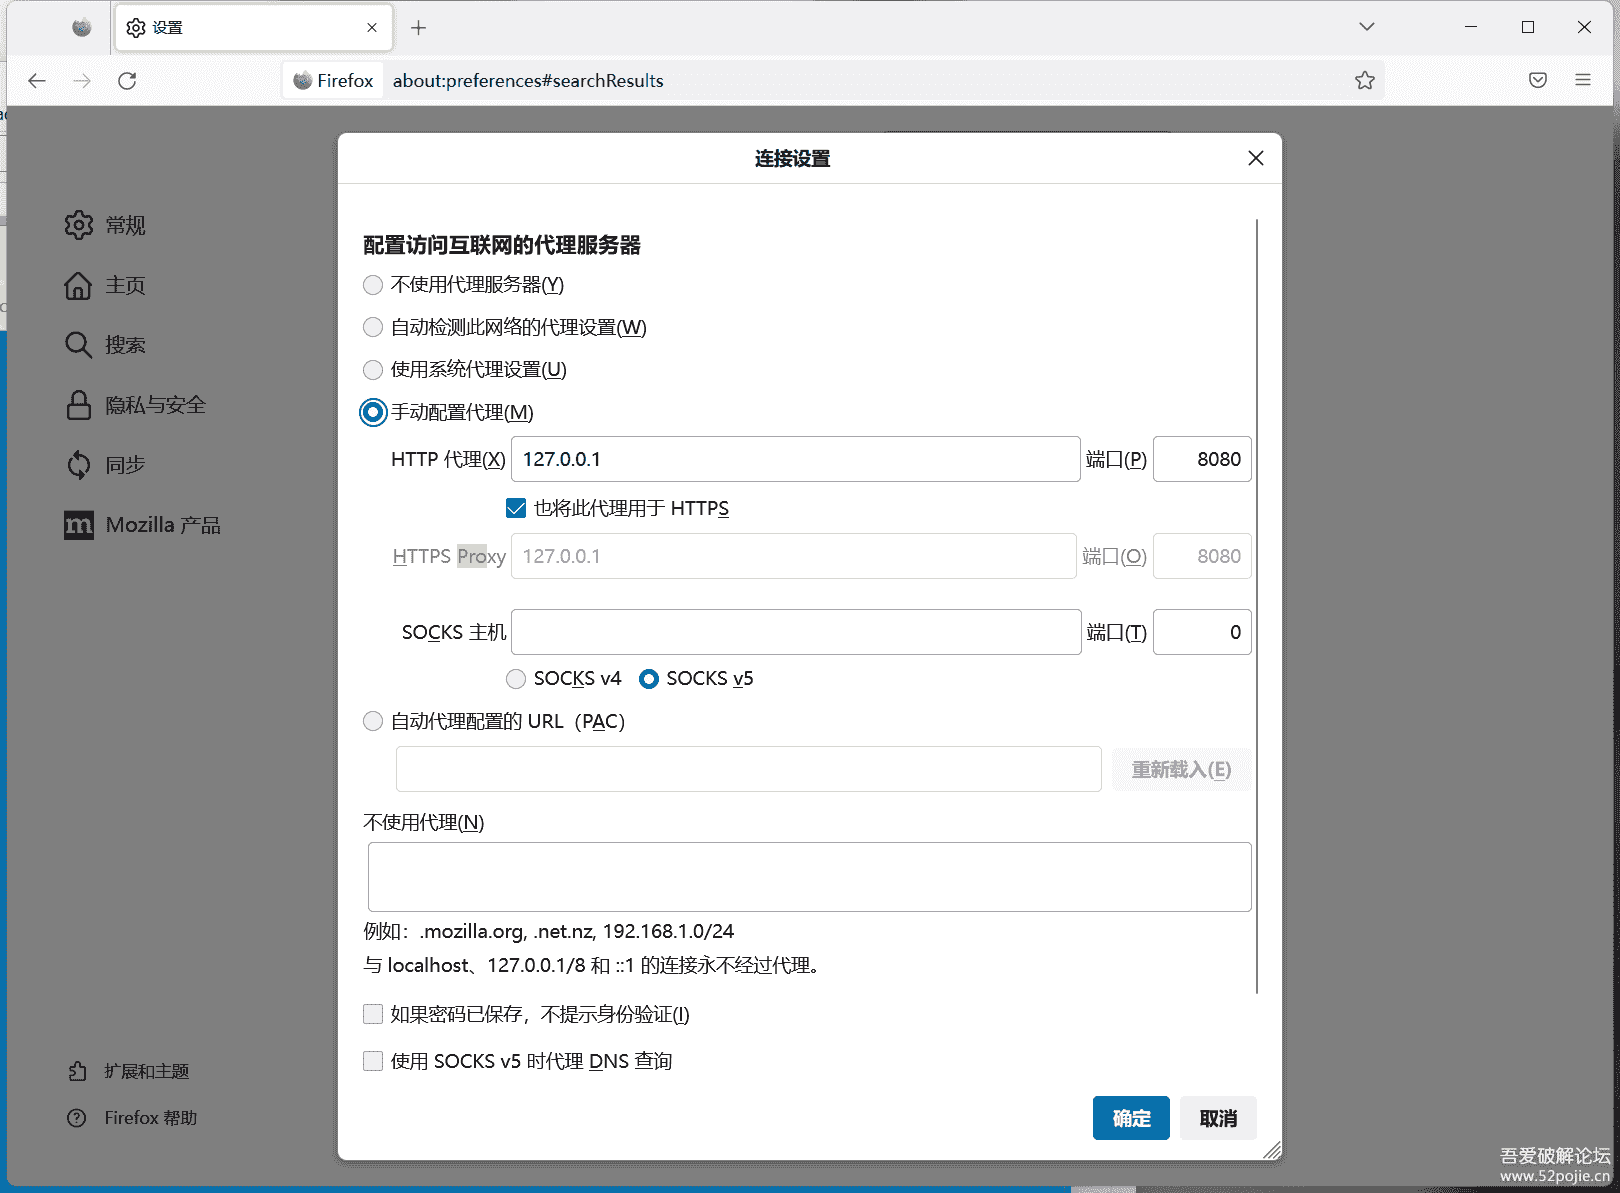 设置
Firefox
about:preferences#searchResults
连接设置
常规
主页
搜索
隐私与安全
同步
Mozilla 产品
扩展和主题
Firefox 帮助
配置访问互联网的代理服务器
不使用代理服务器(Y)
自动检测此网络的代理设置(W)
使用系统代理设置(U)
手动配置代理(M)
HTTP 代理(X) 127.0.0.1 端口(P) 8080
也将此代理用于 HTTPS
HTTPS Proxy 127.0.0.1 端口(O) 8080
SOCKS 主机 端口(T) 0
SOCKS v4 SOCKS v5
自动代理配置的 URL（PAC）
重新载入(E)
不使用代理(N)
例如：.mozilla.org, .net.nz, 192.168.1.0/24
与 localhost、127.0.0.1/8 和 ::1 的连接永不经过代理。
如果密码已保存，不提示身份验证(I)
使用 SOCKS v5 时代理 DNS 查询
确定 取消
吾爱破解论坛
www.52pojie.cn